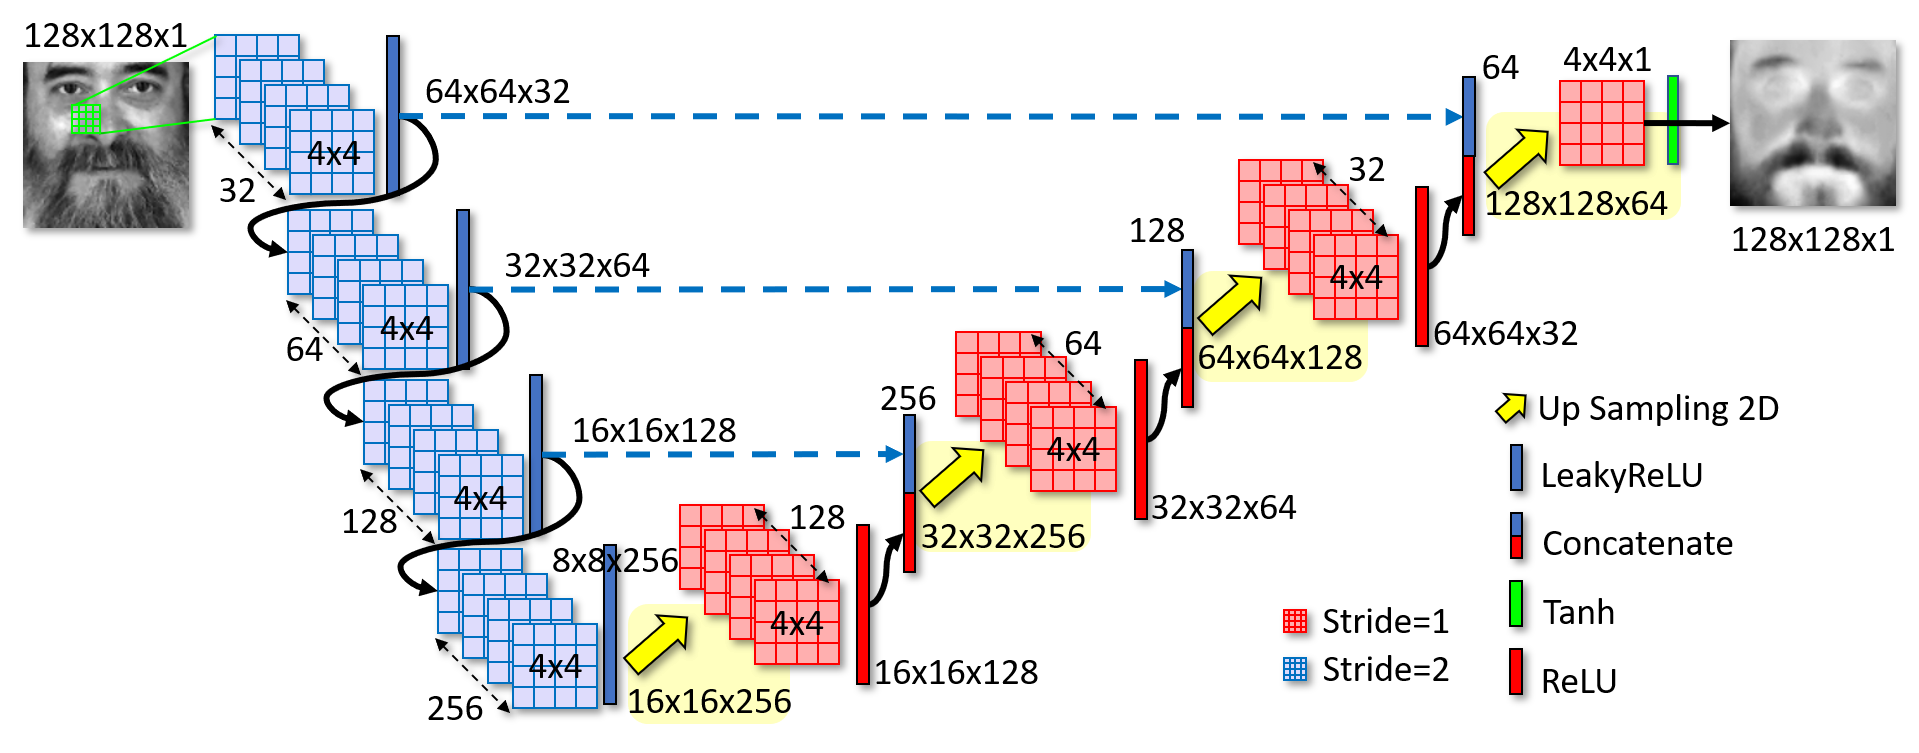 128x128x1
4x4
32
64x64x32
4x4
64
32x32x64
4x4
128
16x16x128
4x4
256
8x8x256
16x16x256
4x4
128
16x16x128
256
32x32x256
4x4
64
32x32x64
128
64x64x128
4x4
32
64x64x32
64
128x128x64
4x4x1
128x128x1
Up Sampling 2D
LeakyReLU
Concatenate
Tanh
ReLU
Stride=1
Stride=2